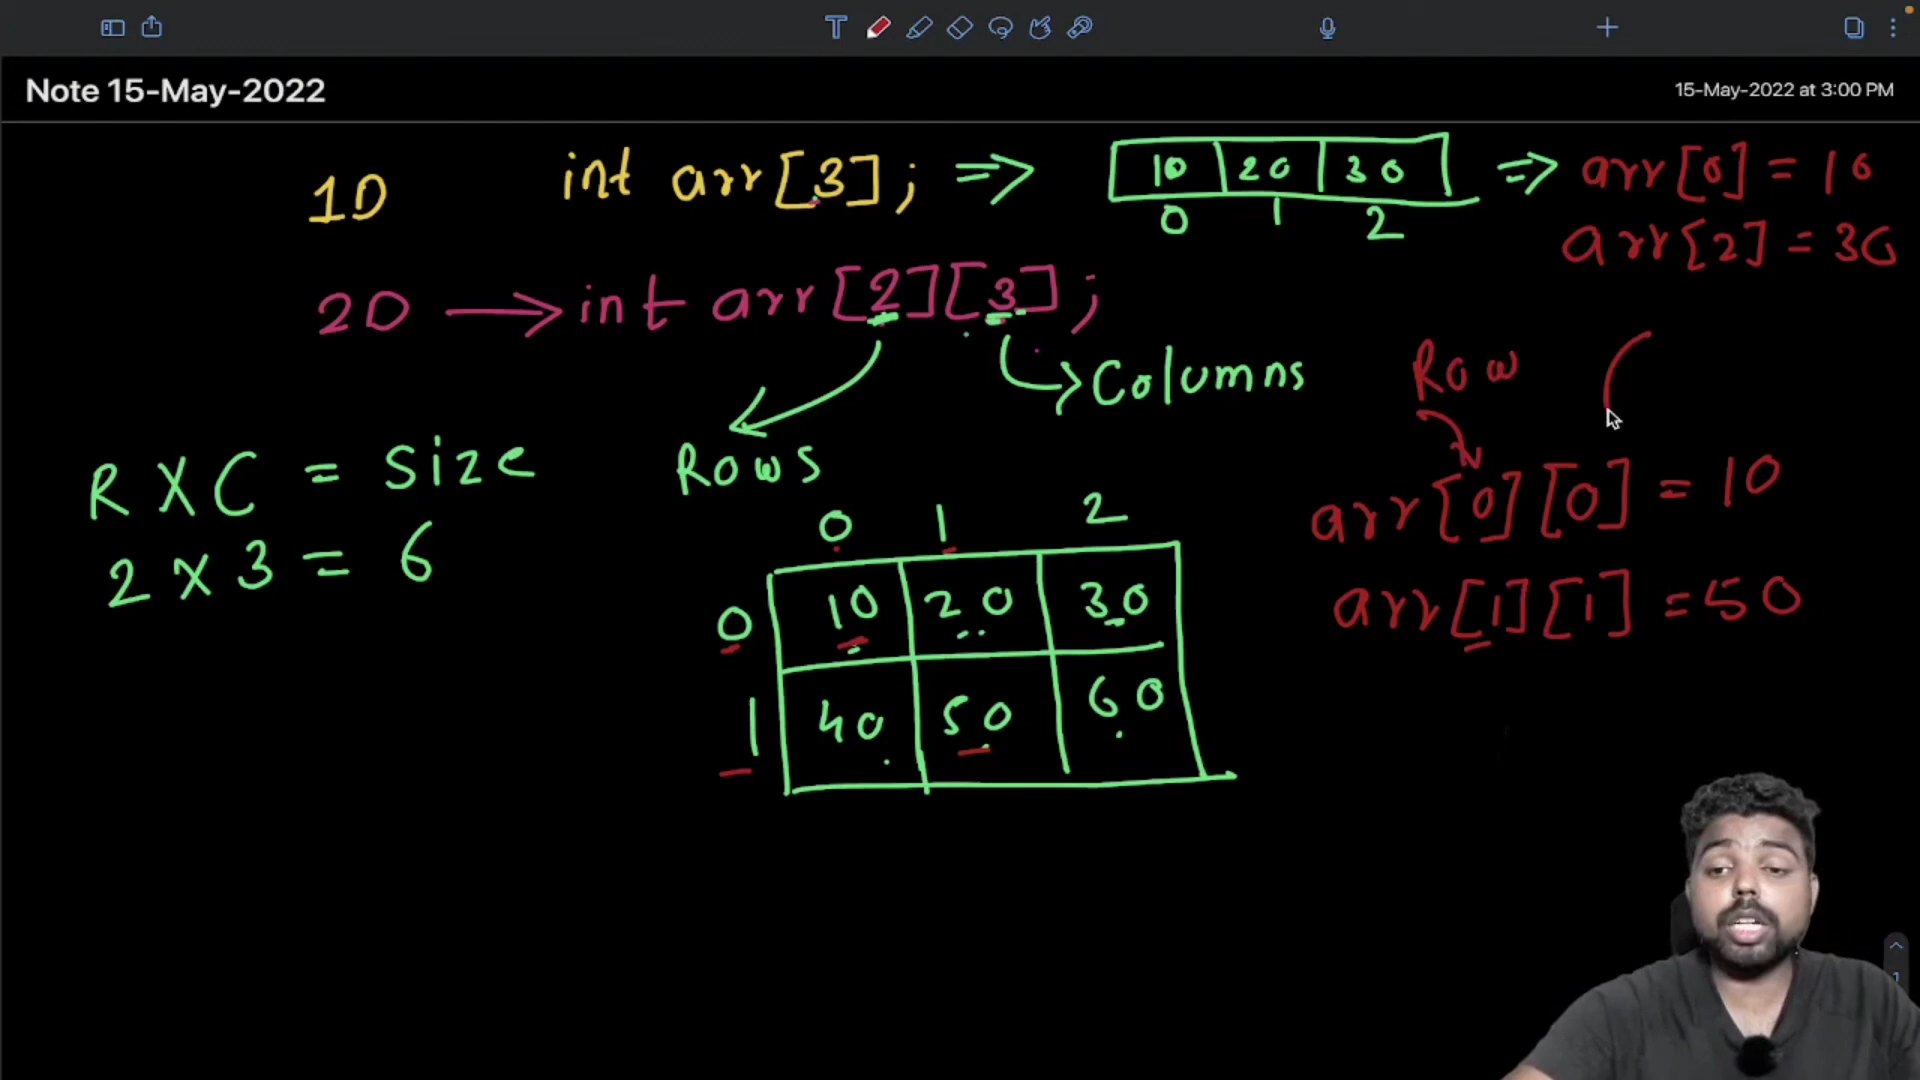 Note 15-May-2022
15-May-2022 at 3:00 PM
1D int arr[3]; => 10 20 30 => arr[0] = 10
0 1 2
arr[2] = 30
2D → int arr[2][3];
Columns
Row
Rows
R X C = Size
2 X 3 = 6
arr[0][0] = 10
arr[1][1] = 50
0 1 2
0 10 20 30
1 40 50 60
1